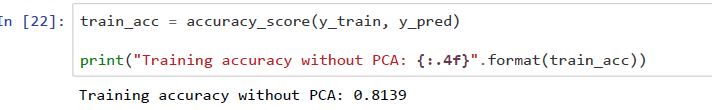 In [22]: train_acc = accuracy_score(y_train, y_pred)
print("Training accuracy without PCA: {:.4f}".format(train_acc))
Training accuracy without PCA: 0.8139